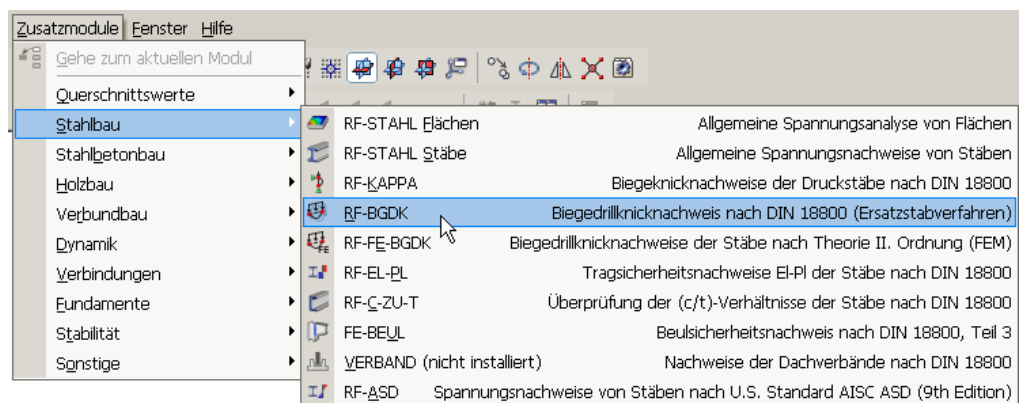 Zusatzmodule Fenster Hilfe
Gehe zum aktuellen Modul
Querschnittswerte
Stahlbau
Stahlbetonbau
Holzbau
Verbundbau
Dynamik
Verbindungen
Fundamente
Stabilität
Sonstige
RF-STAHL Flächen Allgemeine Spannungsanalyse von Flächen
RF-STAHL Stäbe Allgemeine Spannungsnachweise von Stäben
RF-KAPPA Biegeknicknachweise der Druckstäbe nach DIN 18800
RF-BGDK Biegedrillknicknachweis nach DIN 18800 (Ersatzstabverfahren)
RF-FE-BGDK Biegedrillknicknachweise der Stäbe nach Theorie II. Ordnung (FEM)
RF-EL-PL Tragsicherheitsnachweise El-Pl der Stäbe nach DIN 18800
RF-C-ZU-T Überprüfung der (c/t)-Verhältnisse der Stäbe nach DIN 18800
FE-BEUL Beulsicherheitsnachweis nach DIN 18800, Teil 3
VERBAND (nicht installiert) Nachweise der Dachverbände nach DIN 18800
RF-ASD Spannungsnachweise von Stäben nach U.S. Standard AISC ASD (9th Edition)